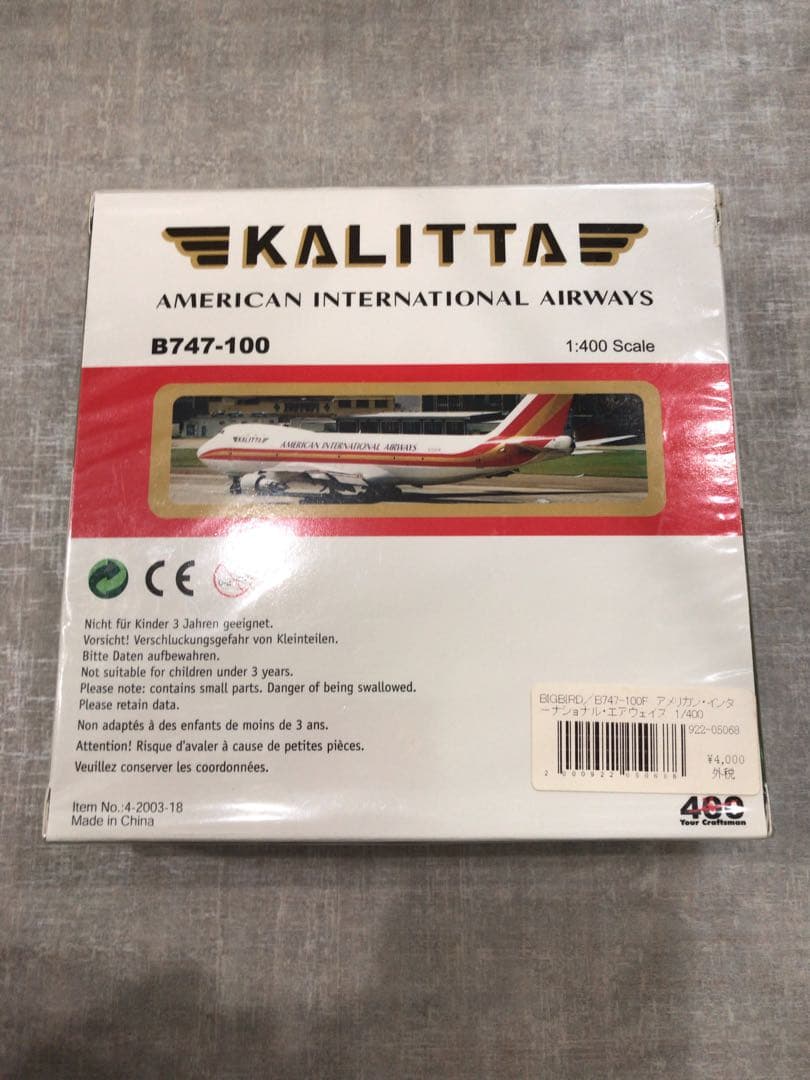 KALITTA
AMERICAN INTERNATIONAL AIRWAYS
B747-100
1:400 Scale
KALITTA AMERICAN INTERNATIONAL AIRWAYS
CE
Nicht für Kinder 3 Jahren geeignet.
Vorsicht! Verschluckungsgefahr von Kleinteilen.
Bitte Daten aufbewahren.
Not suitable for children under 3 years.
Please note: contains small parts. Danger of being swallowed.
Please retain data.
Non adaptés à des enfants de moins de 3 ans.
Attention! Risque d'avaler à cause de petites pièces.
Veuillez conserver les coordonnées.
Item No.:4-2003-18
Made in China
BIGBIRD/B747-100F アメリカン・インタ
ーナショナル・エアウェイズ 1/400
922-05068
¥4,000
外税
400
Your Craftsman